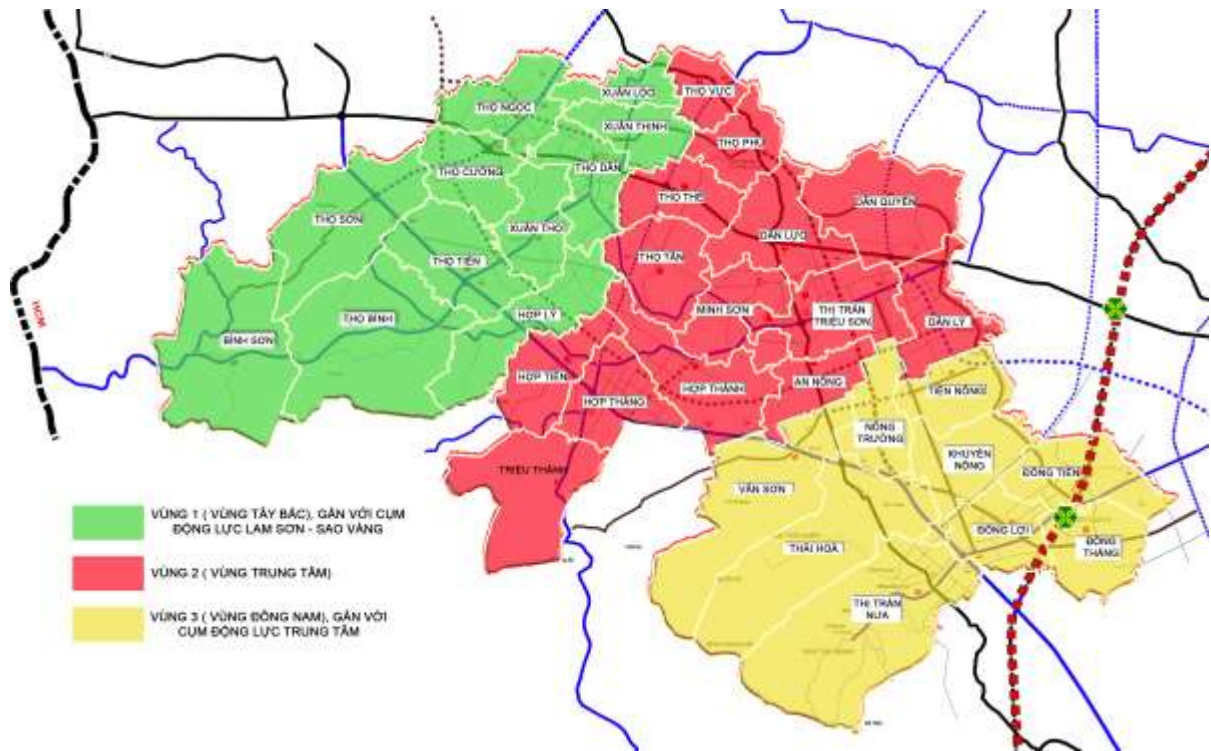 XUÂN LỘC
THỌ VỰC
THỌ NGỌC
XUÂN THỊNH
THỌ PHÚ
THỌ DÂN
THỌ CƯỜNG
THỌ THẾ
DÂN QUYỀN
THỌ SƠN
XUÂN THỌ
DÂN LỰC
THỌ TIẾN
THỌ TÂN
HỢP LÝ
MINH SƠN
THỊ TRẤN
TRIỆU SƠN
THỌ BÌNH
DÂN LÝ
BÌNH SƠN
HỢP TIẾN
HỢP THÀNH
AN NÔNG
TIẾN NÔNG
HỢP THẮNG
NÔNG
TRƯỜNG
KHUYẾN
NÔNG
TRIỆU THÀNH
ĐỒNG TIẾN
VÂN SƠN
ĐỒNG LỢI
ĐỒNG
THẮNG
THÁI HOÀ
THỊ TRẤN
NƯA
HCM
VÙNG 1 ( VÙNG TÂY BẮC), GẮN VỚI CỤM
ĐỘNG LỰC LAM SƠN - SAO VÀNG
VÙNG 2 ( VÙNG TRUNG TÂM)
VÙNG 3 ( VÙNG ĐÔNG NAM), GẮN VỚI
CỤM ĐỘNG LỰC TRUNG TÂM